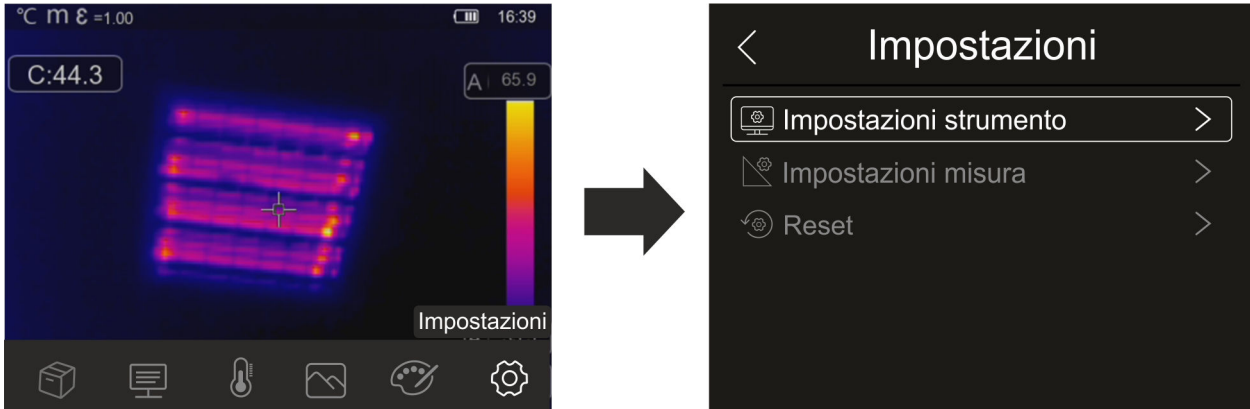 °C m ε =1.00 16:39
C:44.3
A 65.9
Impostazioni
Impostazioni
Impostazioni strumento
Impostazioni misura
Reset